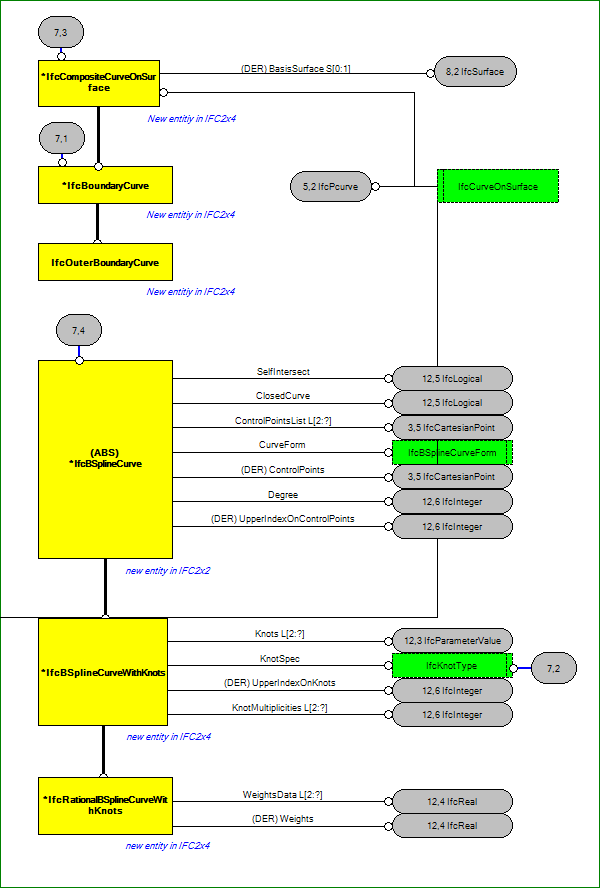 7,3
*IfcCompositeCurveOnSur
face
(DER) BasisSurface S[0:1]
8,2 IfcSurface
New entitiy in IFC2x4
7,1
*IfcBoundaryCurve
5,2 IfcPcurve
IfcCurveOnSurface
New entitiy in IFC2x4
IfcOuterBoundaryCurve
New entitiy in IFC2x4
7,4
(ABS)
*IfcBSplineCurve
SelfIntersect
12,5 IfcLogical
ClosedCurve
12,5 IfcLogical
ControlPointsList L[2:?]
3,5 IfcCartesianPoint
CurveForm
IfcBSplineCurveForm
(DER) ControlPoints
3,5 IfcCartesianPoint
Degree
12,6 IfcInteger
(DER) UpperIndexOnControlPoints
12,6 IfcInteger
new entity in IFC2x2
*IfcBSplineCurveWithKnots
Knots L[2:?]
12,3 IfcParameterValue
KnotSpec
IfcKnotType
7,2
(DER) UpperIndexOnKnots
12,6 IfcInteger
KnotMultiplicities L[2:?]
12,6 IfcInteger
new entity in IFC2x4
*IfcRationalBSplineCurveWit
hKnots
WeightsData L[2:?]
12,4 IfcReal
(DER) Weights
12,4 IfcReal
new entity in IFC2x4